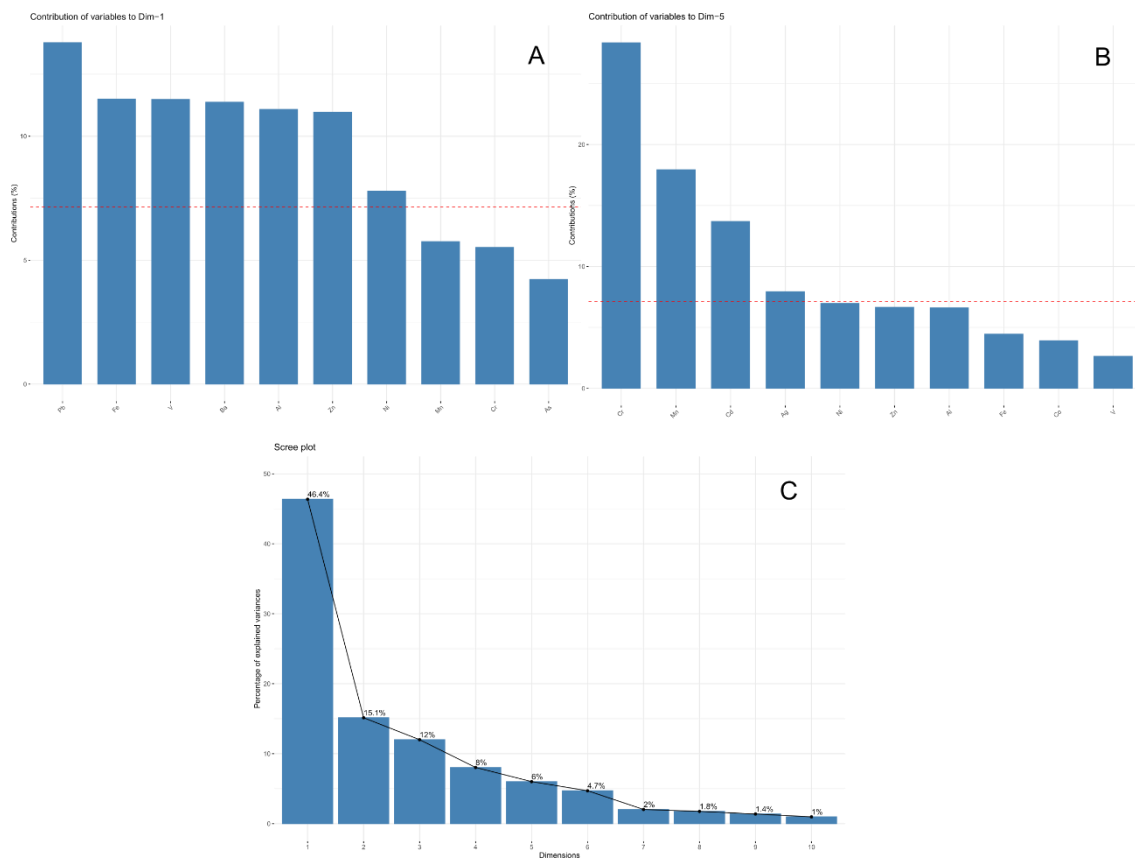 Contribution of variables to Dim−1
A
Contributions (%)
10
5
0
Pb
Fe
V
Ba
Al
Zn
Ni
Mn
Cr
As
Contribution of variables to Dim−5
B
Contributions (%)
20
10
0
Cr
Mn
Cd
Ag
Ni
Zn
Al
Fe
Co
V
Scree plot
C
Percentage of explained variances
50
40
30
20
10
0
46.4%
15.1%
12%
8%
6%
4.7%
2%
1.8%
1.4%
1%
1
2
3
4
5
6
7
8
9
10
Dimensions